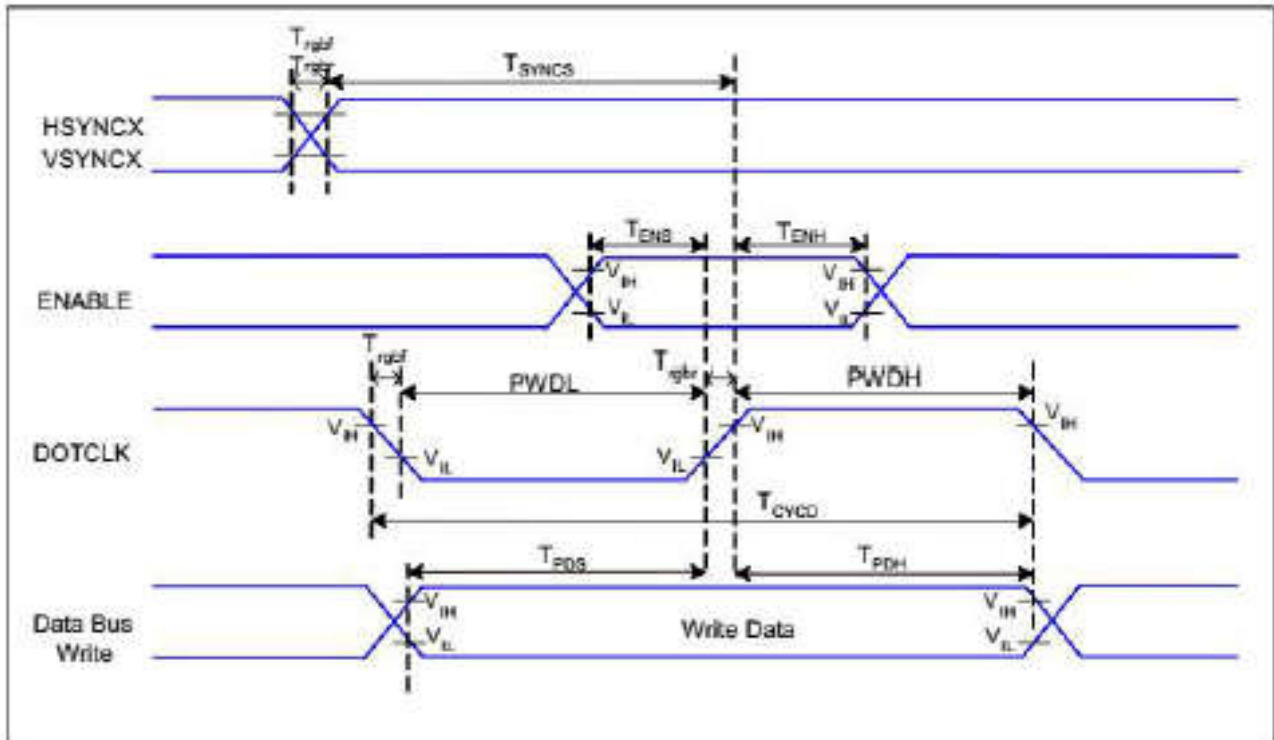 Trgbf
Trgbr
TSYNCS
HSYNCX
VSYNCX
TENS
TENH
VIH
VIH
ENABLE
VIL
VIL
Trgbf
Trgbr
PWDL
PWDH
VIH
VIH
VIH
DOTCLK
VIL
VIL
TCYCD
TPDS
TPDH
VIH
VIH
Data Bus
Write
Write Data
VIL
VIL